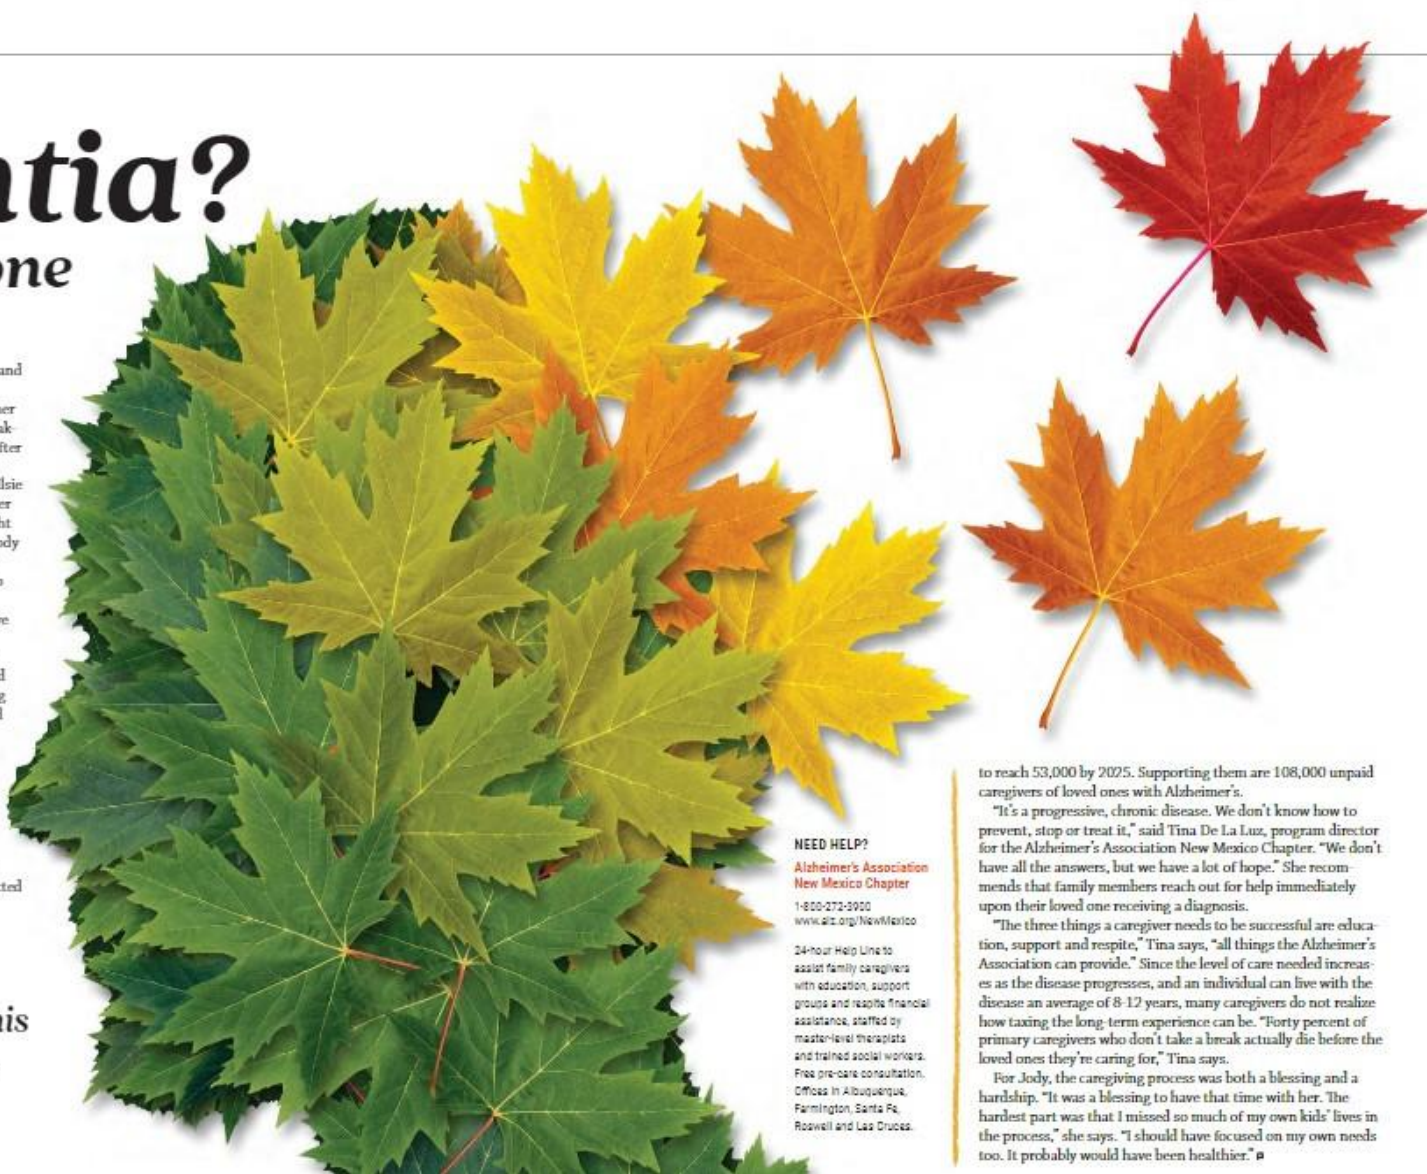 ntia?
one
and
er
ak-
fter
lsie
er
ht
ody
o
re
d
g
l
ted
his
NEED HELP?
Alzheimer's Association
New Mexico Chapter
1-800-272-3900
www.alz.org/NewMexico
24-hour Help Line to
assist family caregivers
with education, support
groups and respite financial
assistance, staffed by
master-level therapists
and trained social workers.
Free pre-care consultation.
Offices in Albuquerque,
Farmington, Santa Fe,
Roswell and Las Cruces.
to reach 53,000 by 2025. Supporting them are 108,000 unpaid
caregivers of loved ones with Alzheimer's.
"It's a progressive, chronic disease. We don't know how to
prevent, stop or treat it," said Tina De La Luz, program director
for the Alzheimer's Association New Mexico Chapter. "We don't
have all the answers, but we have a lot of hope." She recom-
mends that family members reach out for help immediately
upon their loved one receiving a diagnosis.
"The three things a caregiver needs to be successful are educa-
tion, support and respite," Tina says, "all things the Alzheimer's
Association can provide." Since the level of care needed increas-
es as the disease progresses, and an individual can live with the
disease an average of 8-12 years, many caregivers do not realize
how taxing the long-term experience can be. "Forty percent of
primary caregivers who don't take a break actually die before the
loved ones they're caring for," Tina says.
For Jody, the caregiving process was both a blessing and a
hardship. "It was a blessing to have that time with her. The
hardest part was that I missed so much of my own kids' lives in
the process," she says. "I should have focused on my own needs
too. It probably would have been healthier."